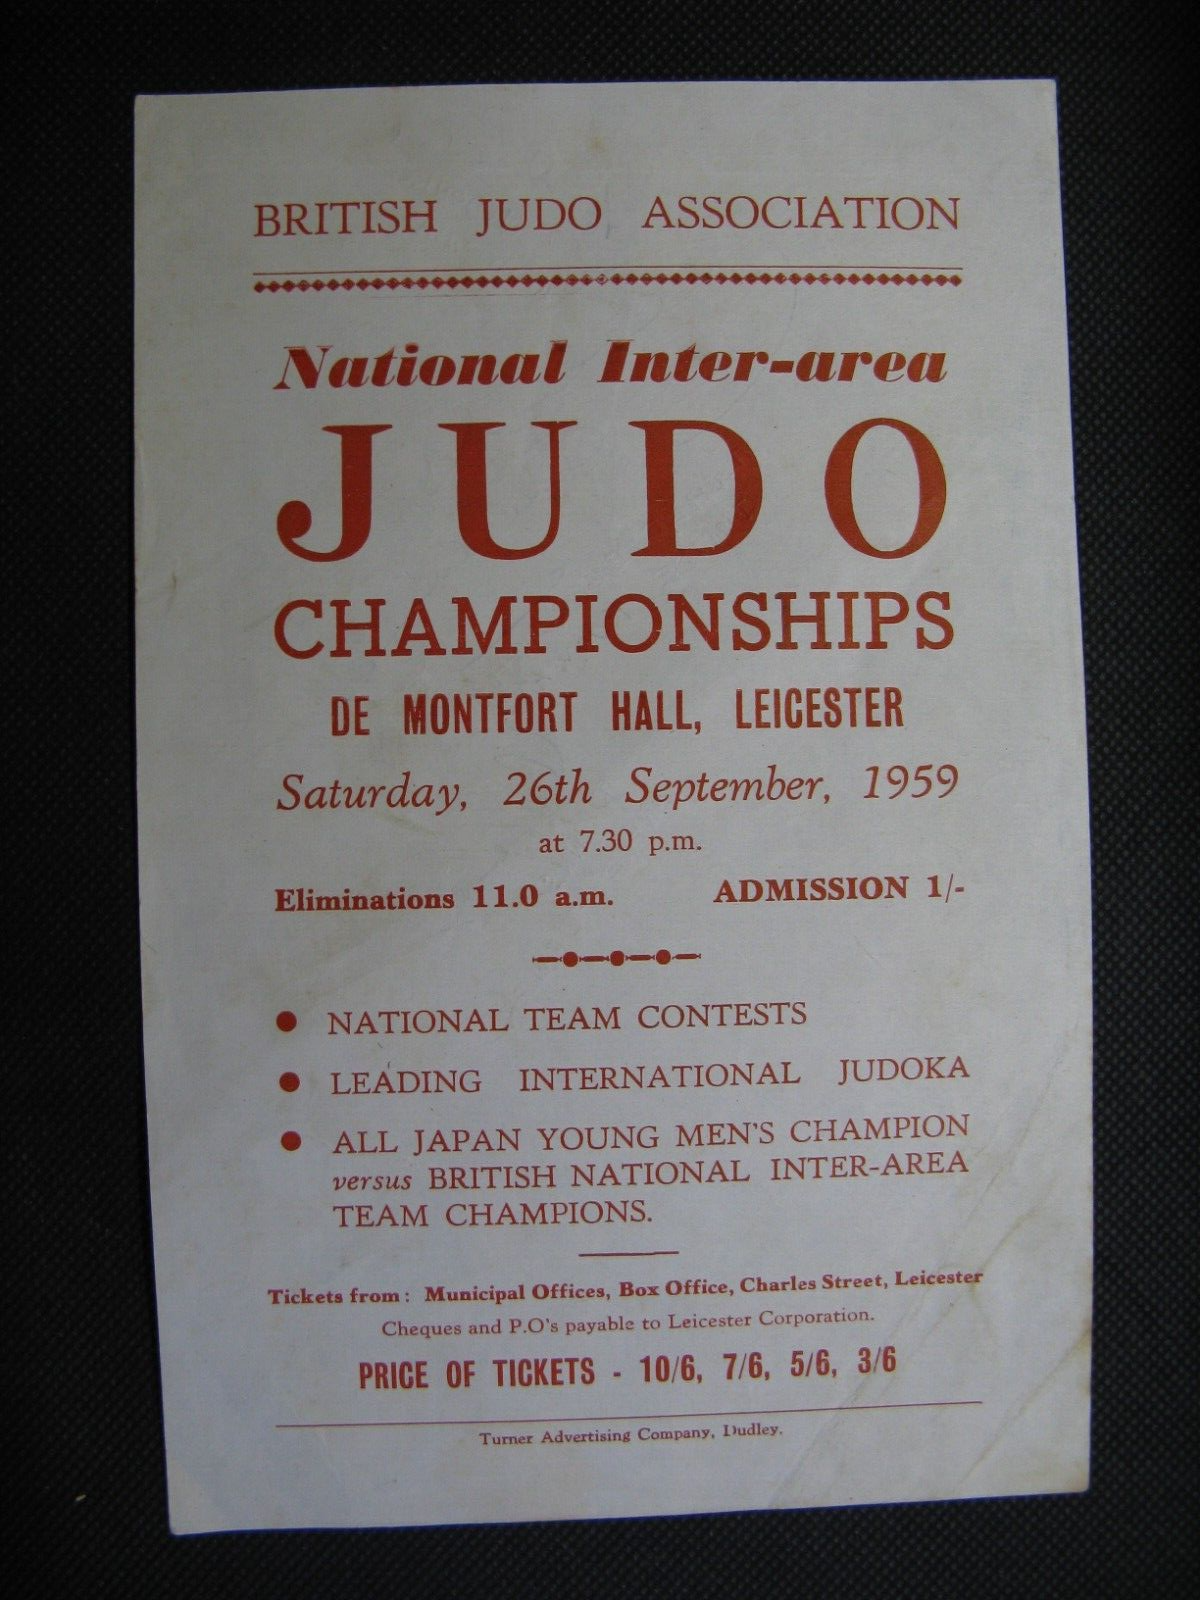 BRITISH JUDO ASSOCIATION
National Inter-area
JUDO
CHAMPIONSHIPS
DE MONTFORT HALL, LEICESTER
Saturday, 26th September, 1959
at 7.30 p.m.
Eliminations 11.0 a.m. ADMISSION 1/-
● NATIONAL TEAM CONTESTS
● LEADING INTERNATIONAL JUDOKA
● ALL JAPAN YOUNG MEN'S CHAMPION
versus BRITISH NATIONAL INTER-AREA
TEAM CHAMPIONS.
Tickets from: Municipal Offices, Box Office, Charles Street, Leicester
Cheques and P.O's payable to Leicester Corporation.
PRICE OF TICKETS - 10/6, 7/6, 5/6, 3/6
Turner Advertising Company, Dudley.